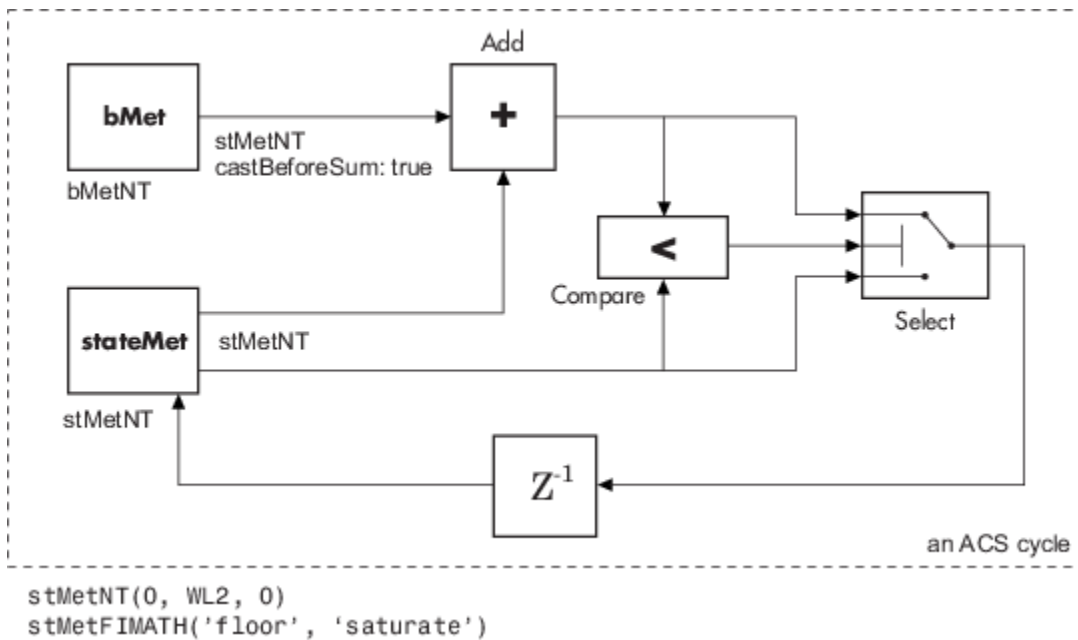 Add
bMet
+
stMetNT
castBeforeSum: true
bMetNT
<
Compare
Select
stateMet
stMetNT
stMetNT
Z⁻¹
an ACS cycle
stMetNT(0, WL2, 0)
stMetFIMATH('floor', ‘saturate’)